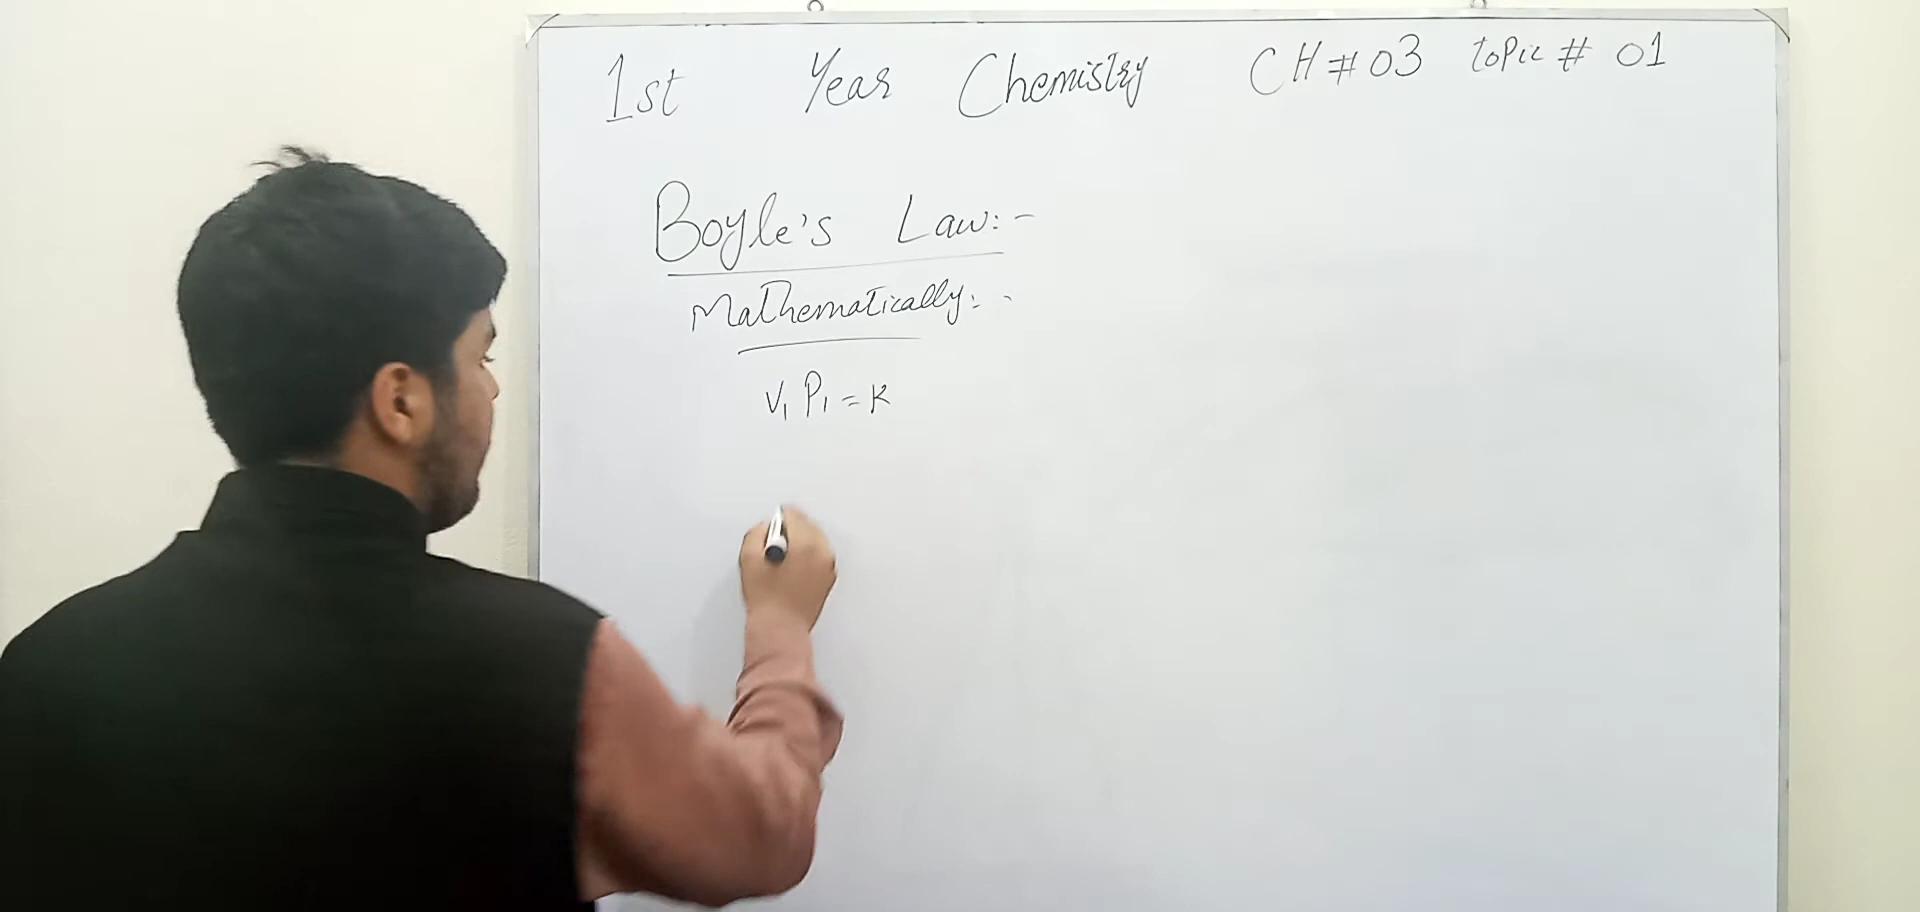 1st Year Chemistry CH # 03 topic # 01
Boyle's Law:-
Mathematically:-
V₁ P₁ = K